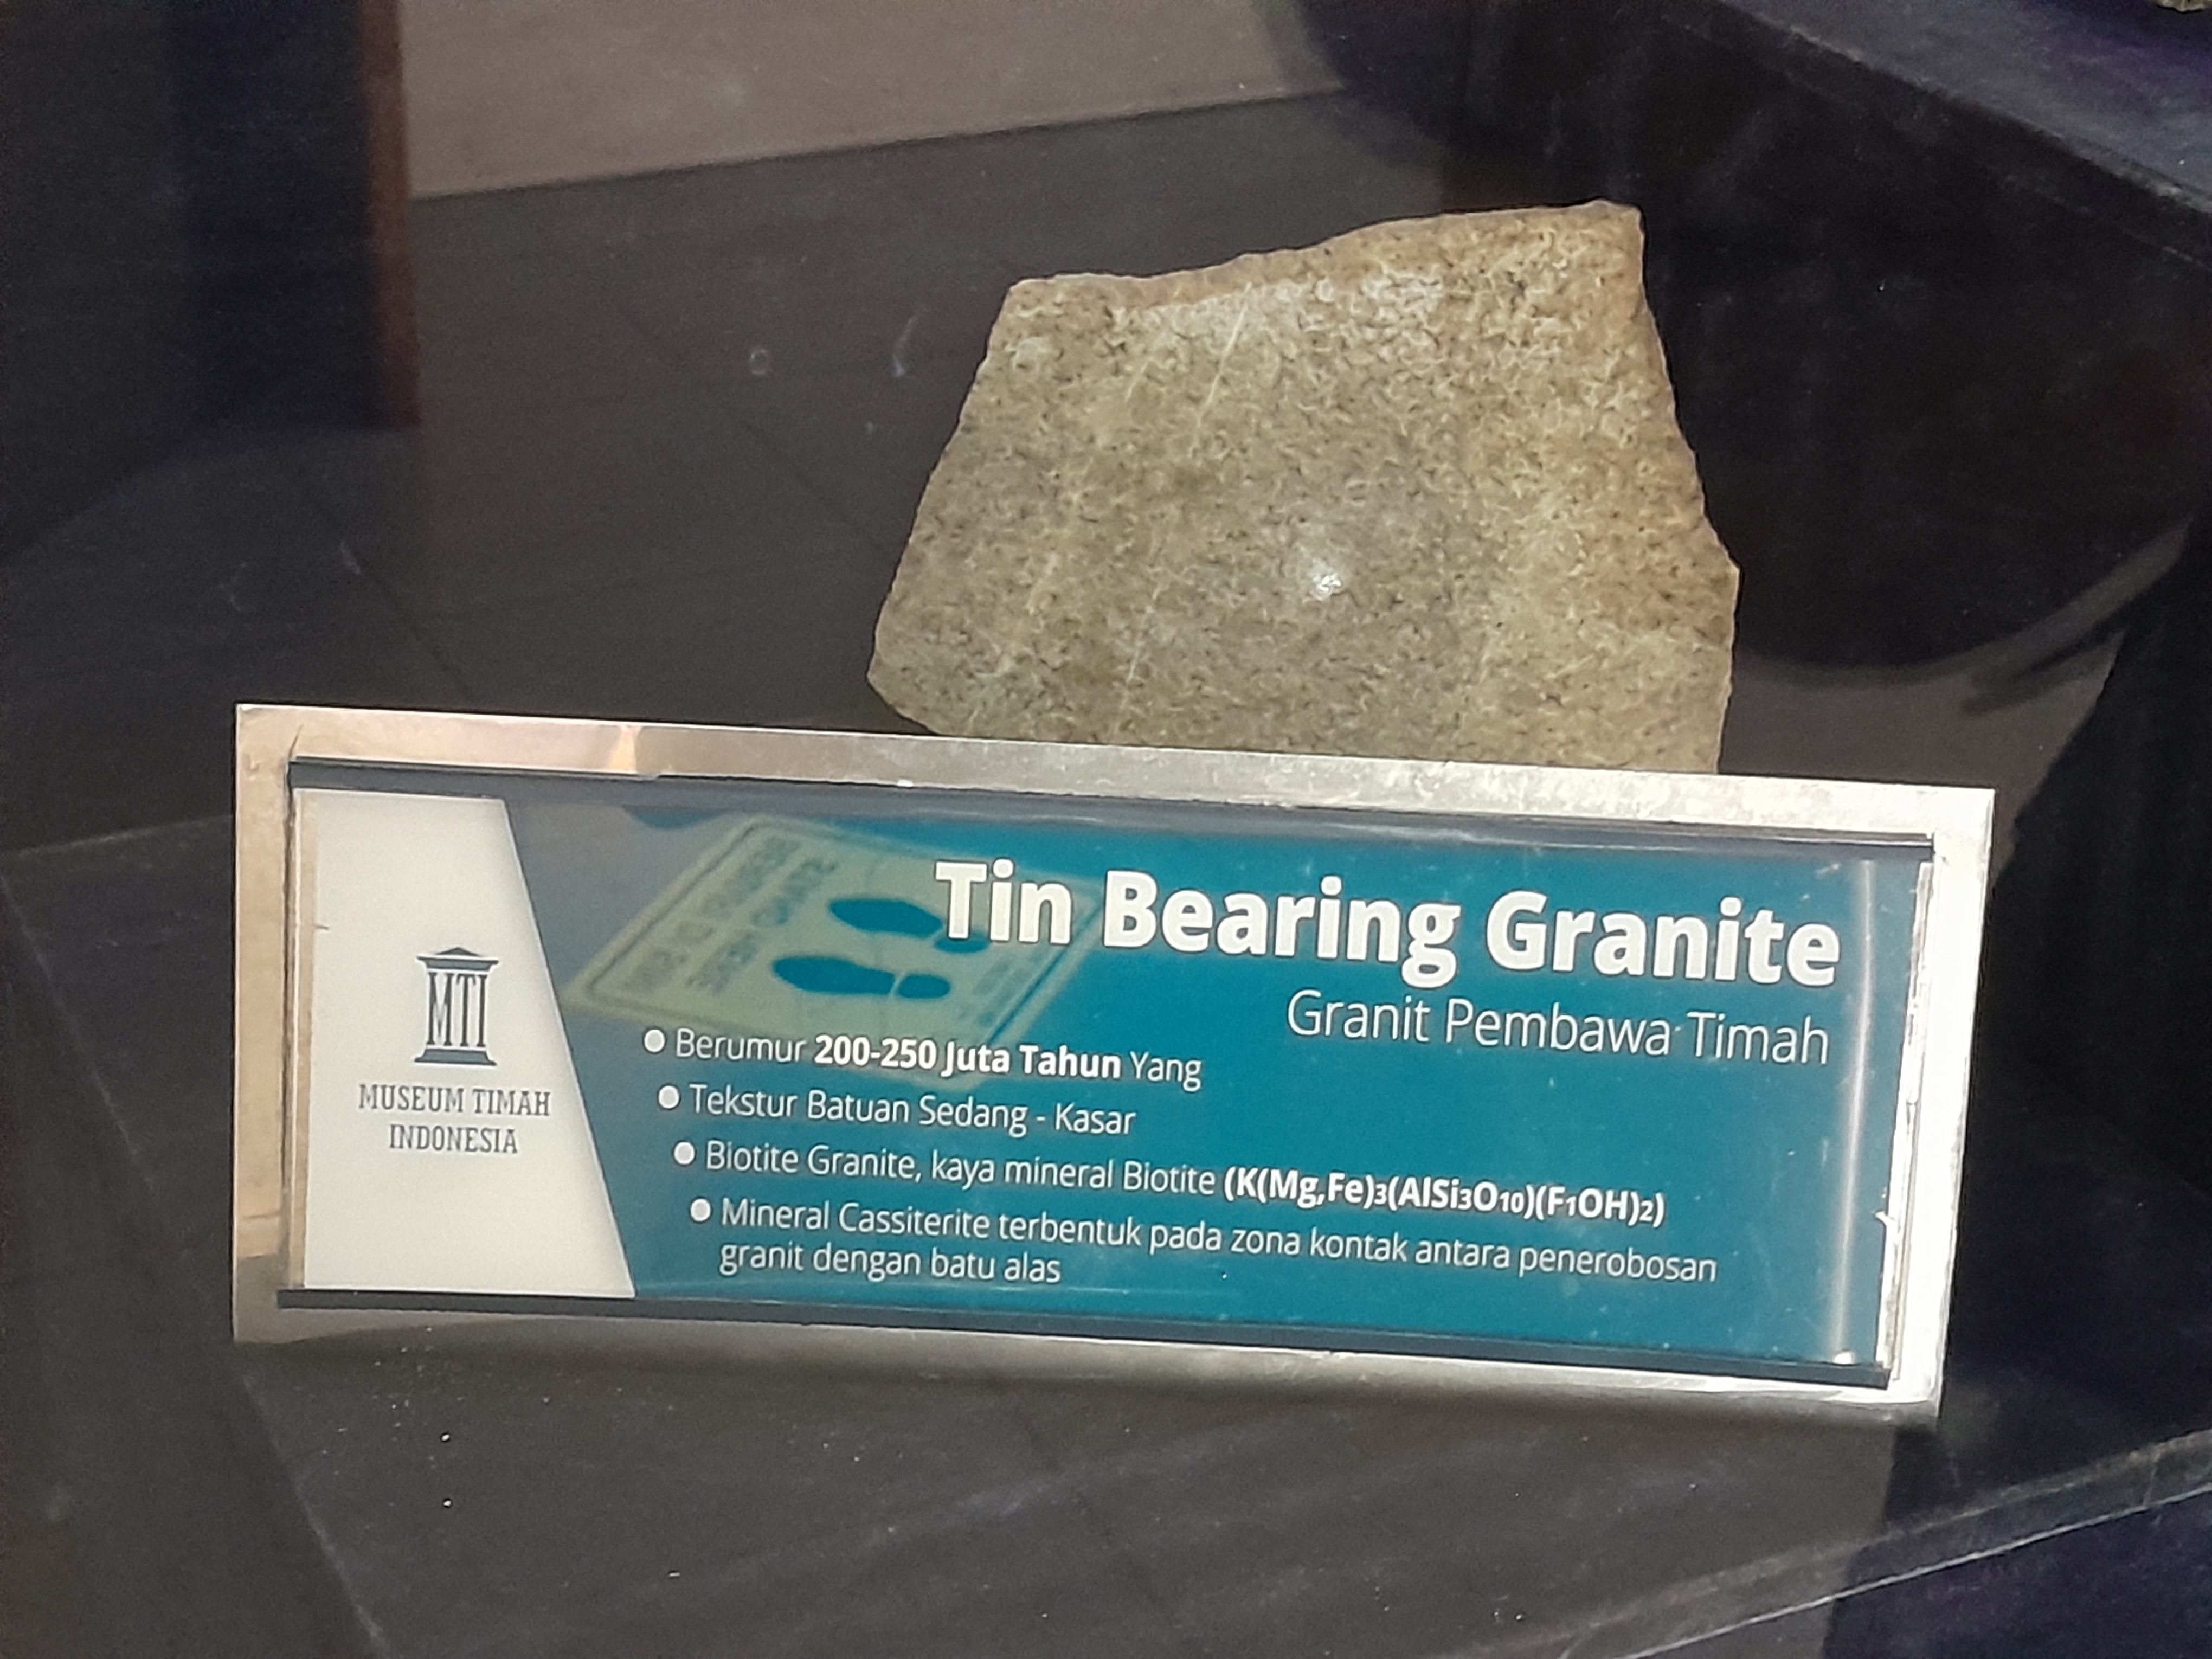 Tin Bearing Granite
Granit Pembawa Timah
MTI
MUSEUM TIMAH
INDONESIA
Berumur 200-250 Juta Tahun Yang
Tekstur Batuan Sedang - Kasar
Biotite Granite, kaya mineral Biotite (K(Mg,Fe)₃(AlSi₃O₁₀)(F₁OH)₂)
Mineral Cassiterite terbentuk pada zona kontak antara penerobosan
granit dengan batu alas